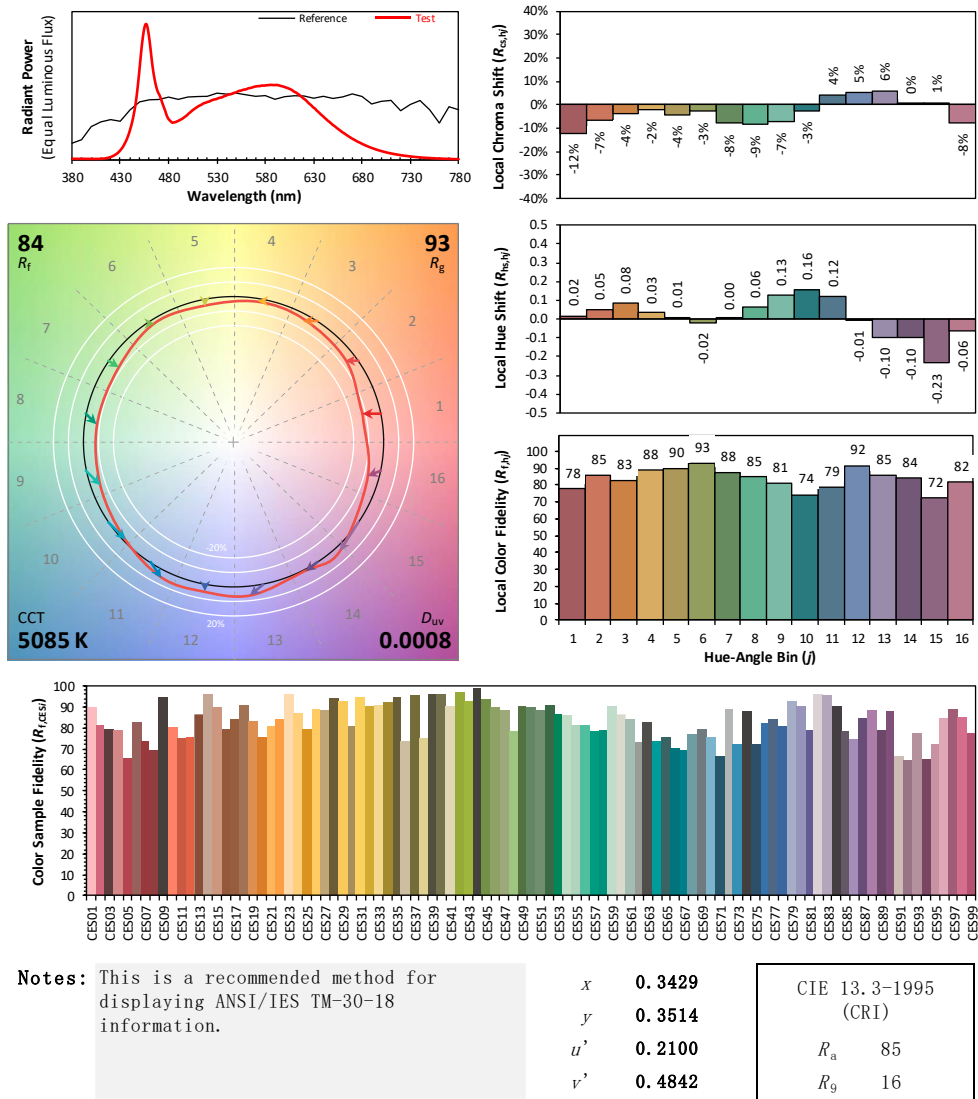 Reference
Test
Radiant Power
(Equal Luminous Flux)
380 430 480 530 580 630 680 730 780
Wavelength (nm)
Local Chroma Shift (Rcs,hj)
40%
30%
20%
10%
0%
-10%
-20%
-30%
-40%
-12% -7% -4% -2% -4% -3% -8% -9% -7% -3% 4% 5% 6% 0% 1% -8%
84
Rf
93
Rg
1
2
3
4
5
6
7
8
9
10
11
12
13
14
15
16
-20%
20%
CCT
5085 K
Duv
0.0008
Local Hue Shift (Rhs,hj)
0.5
0.4
0.3
0.2
0.1
0.0
-0.1
-0.2
-0.3
-0.4
-0.5
0.02 0.05 0.08 0.03 0.01 -0.02 0.00 0.06 0.13 0.16 0.12 -0.01 -0.10 -0.10 -0.23 -0.06
Local Color Fidelity (Rf,hj)
100
90
80
70
60
50
40
30
20
10
0
78 85 83 88 90 93 88 85 81 74 79 92 85 84 72 82
1 2 3 4 5 6 7 8 9 10 11 12 13 14 15 16
Hue-Angle Bin (j)
Color Sample Fidelity (Rf,CESi)
100
90
80
70
60
50
40
30
20
10
0
CES01 CES03 CES05 CES07 CES09 CES11 CES13 CES15 CES17 CES19 CES21 CES23 CES25 CES27 CES29 CES31 CES33 CES35 CES37 CES39 CES41 CES43 CES45 CES47 CES49 CES51 CES53 CES55 CES57 CES59 CES61 CES63 CES65 CES67 CES69 CES71 CES73 CES75 CES77 CES79 CES81 CES83 CES85 CES87 CES89 CES91 CES93 CES95 CES97 CES99
Notes: This is a recommended method for
displaying ANSI/IES TM-30-18
information.
x 0.3429
y 0.3514
u' 0.2100
v' 0.4842
CIE 13.3-1995
(CRI)
Ra 85
R9 16